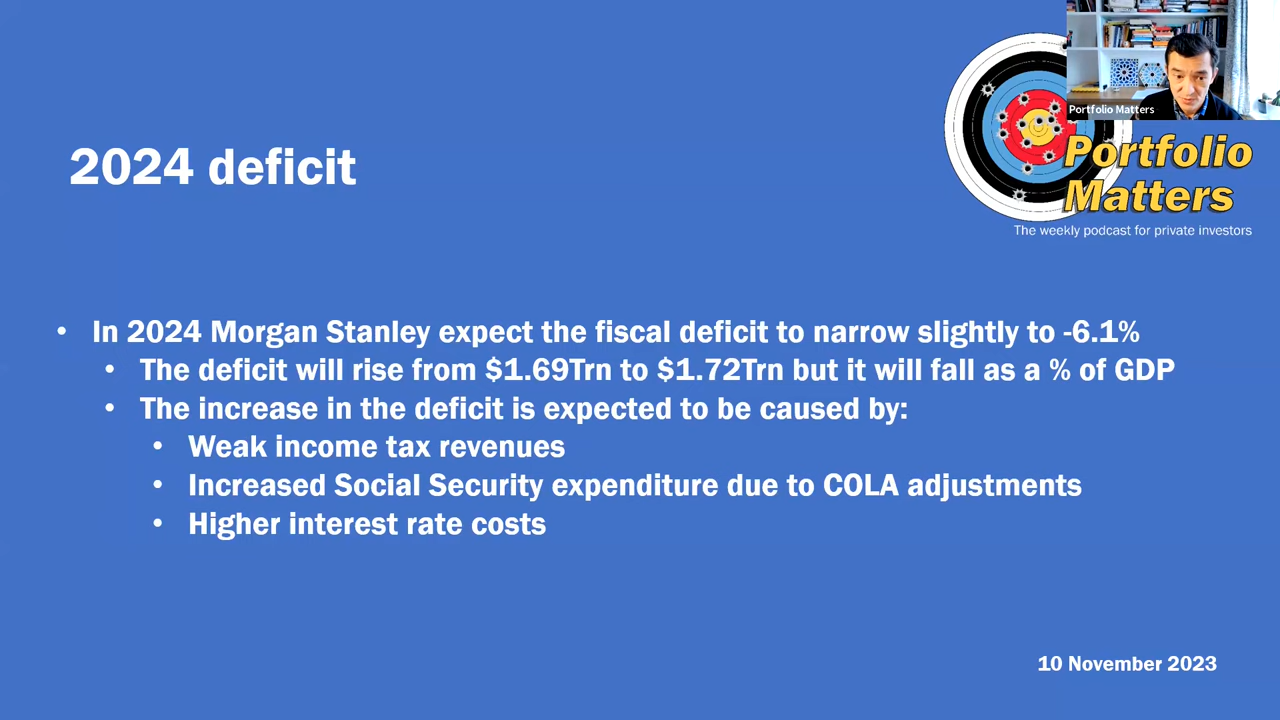 Portfolio Matters
Portfolio
Matters
The weekly podcast for private investors
2024 deficit
• In 2024 Morgan Stanley expect the fiscal deficit to narrow slightly to -6.1%
• The deficit will rise from $1.69Trn to $1.72Trn but it will fall as a % of GDP
• The increase in the deficit is expected to be caused by:
• Weak income tax revenues
• Increased Social Security expenditure due to COLA adjustments
• Higher interest rate costs
10 November 2023